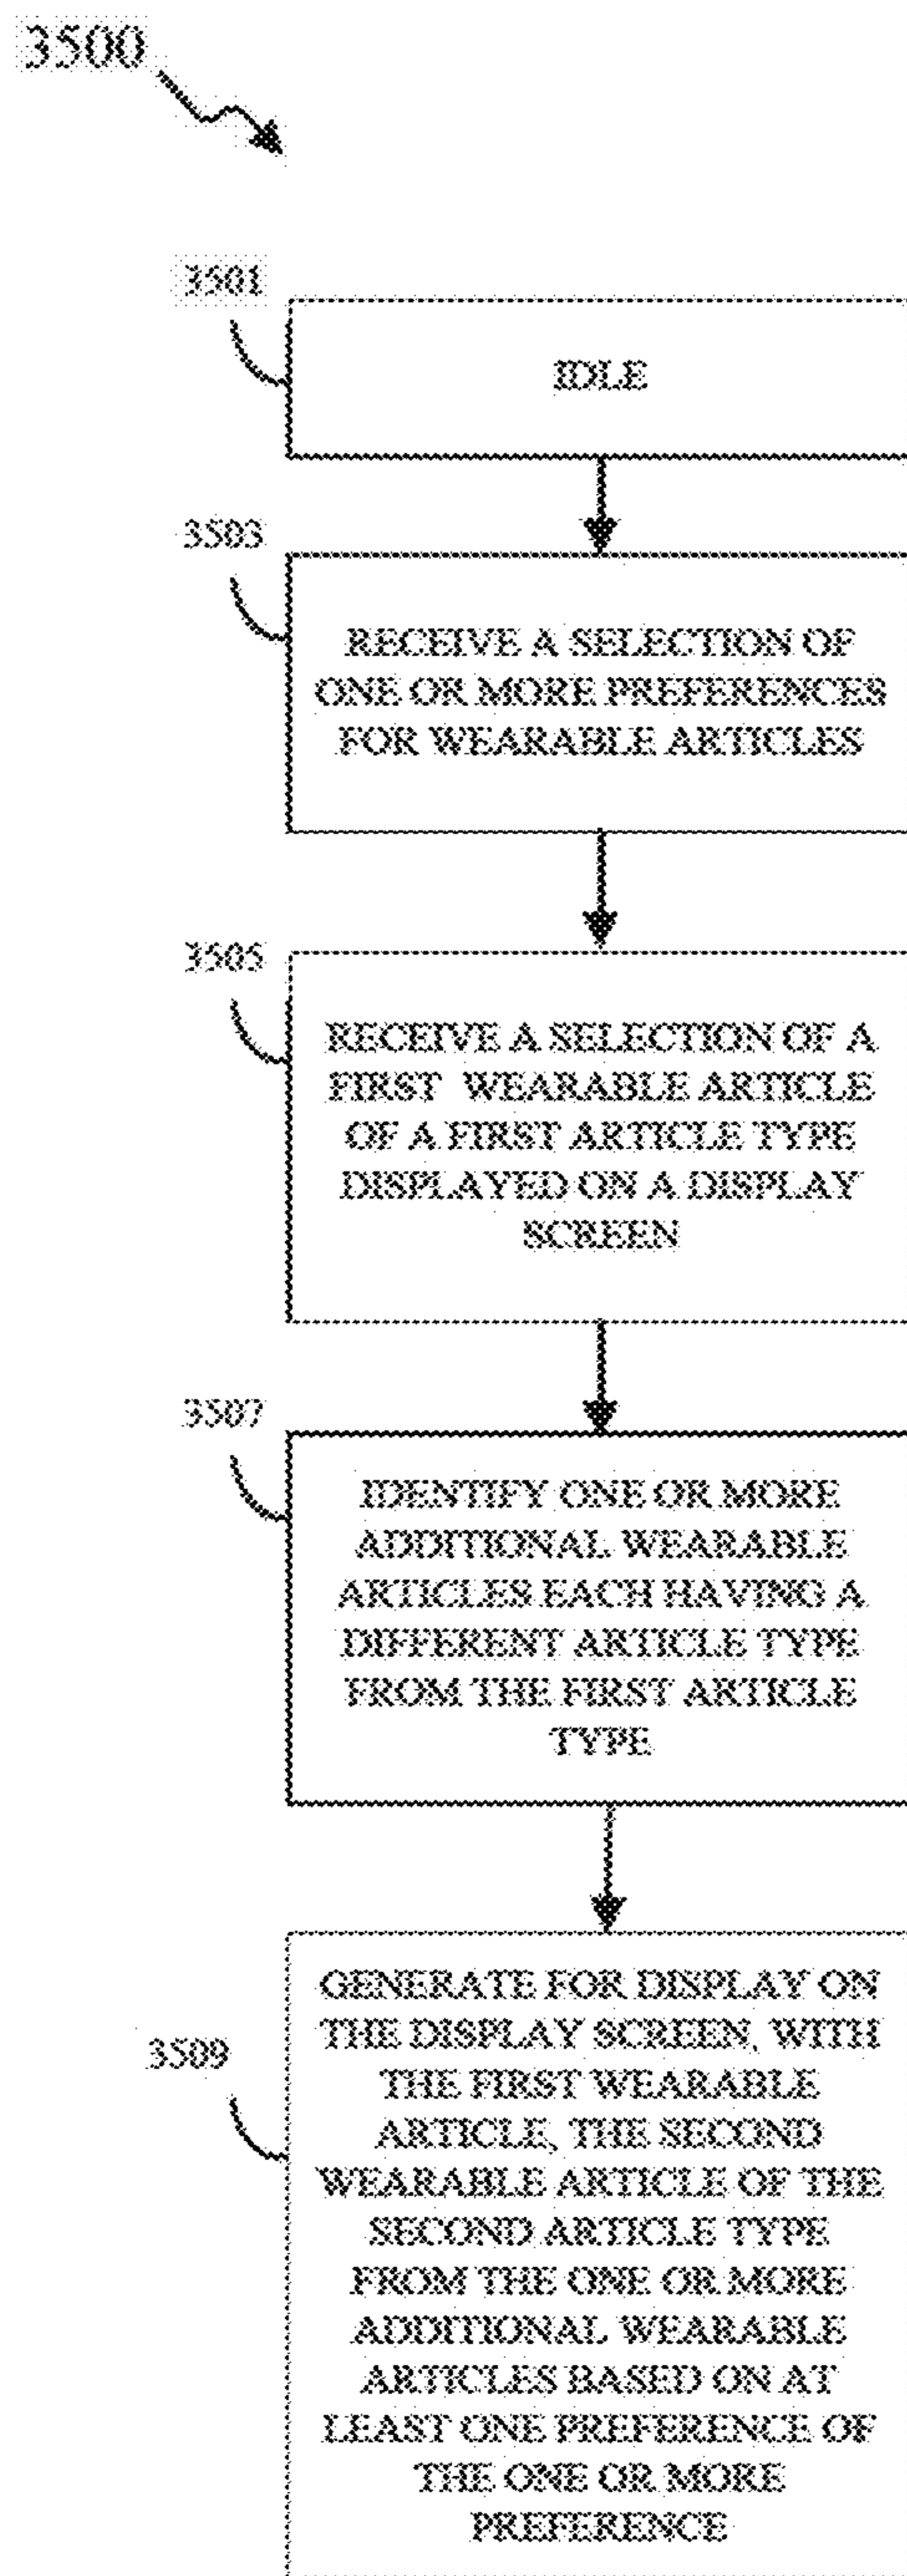 3500
3501
IDLE
3503
RECEIVE A SELECTION OF
ONE OR MORE PREFERENCES
FOR WEARABLE ARTICLES
3505
RECEIVE A SELECTION OF A
FIRST WEARABLE ARTICLE
OF A FIRST ARTICLE TYPE
DISPLAYED ON A DISPLAY
SCREEN
3507
IDENTIFY ONE OR MORE
ADDITIONAL WEARABLE
ARTICLES EACH HAVING A
DIFFERENT ARTICLE TYPE
FROM THE FIRST ARTICLE
TYPE
3509
GENERATE FOR DISPLAY ON
THE DISPLAY SCREEN, WITH
THE FIRST WEARABLE
ARTICLE, THE SECOND
WEARABLE ARTICLE OF THE
SECOND ARTICLE TYPE
FROM THE ONE OR MORE
ADDITIONAL WEARABLE
ARTICLES BASED ON AT
LEAST ONE PREFERENCE OF
THE ONE OR MORE
PREFERENCE